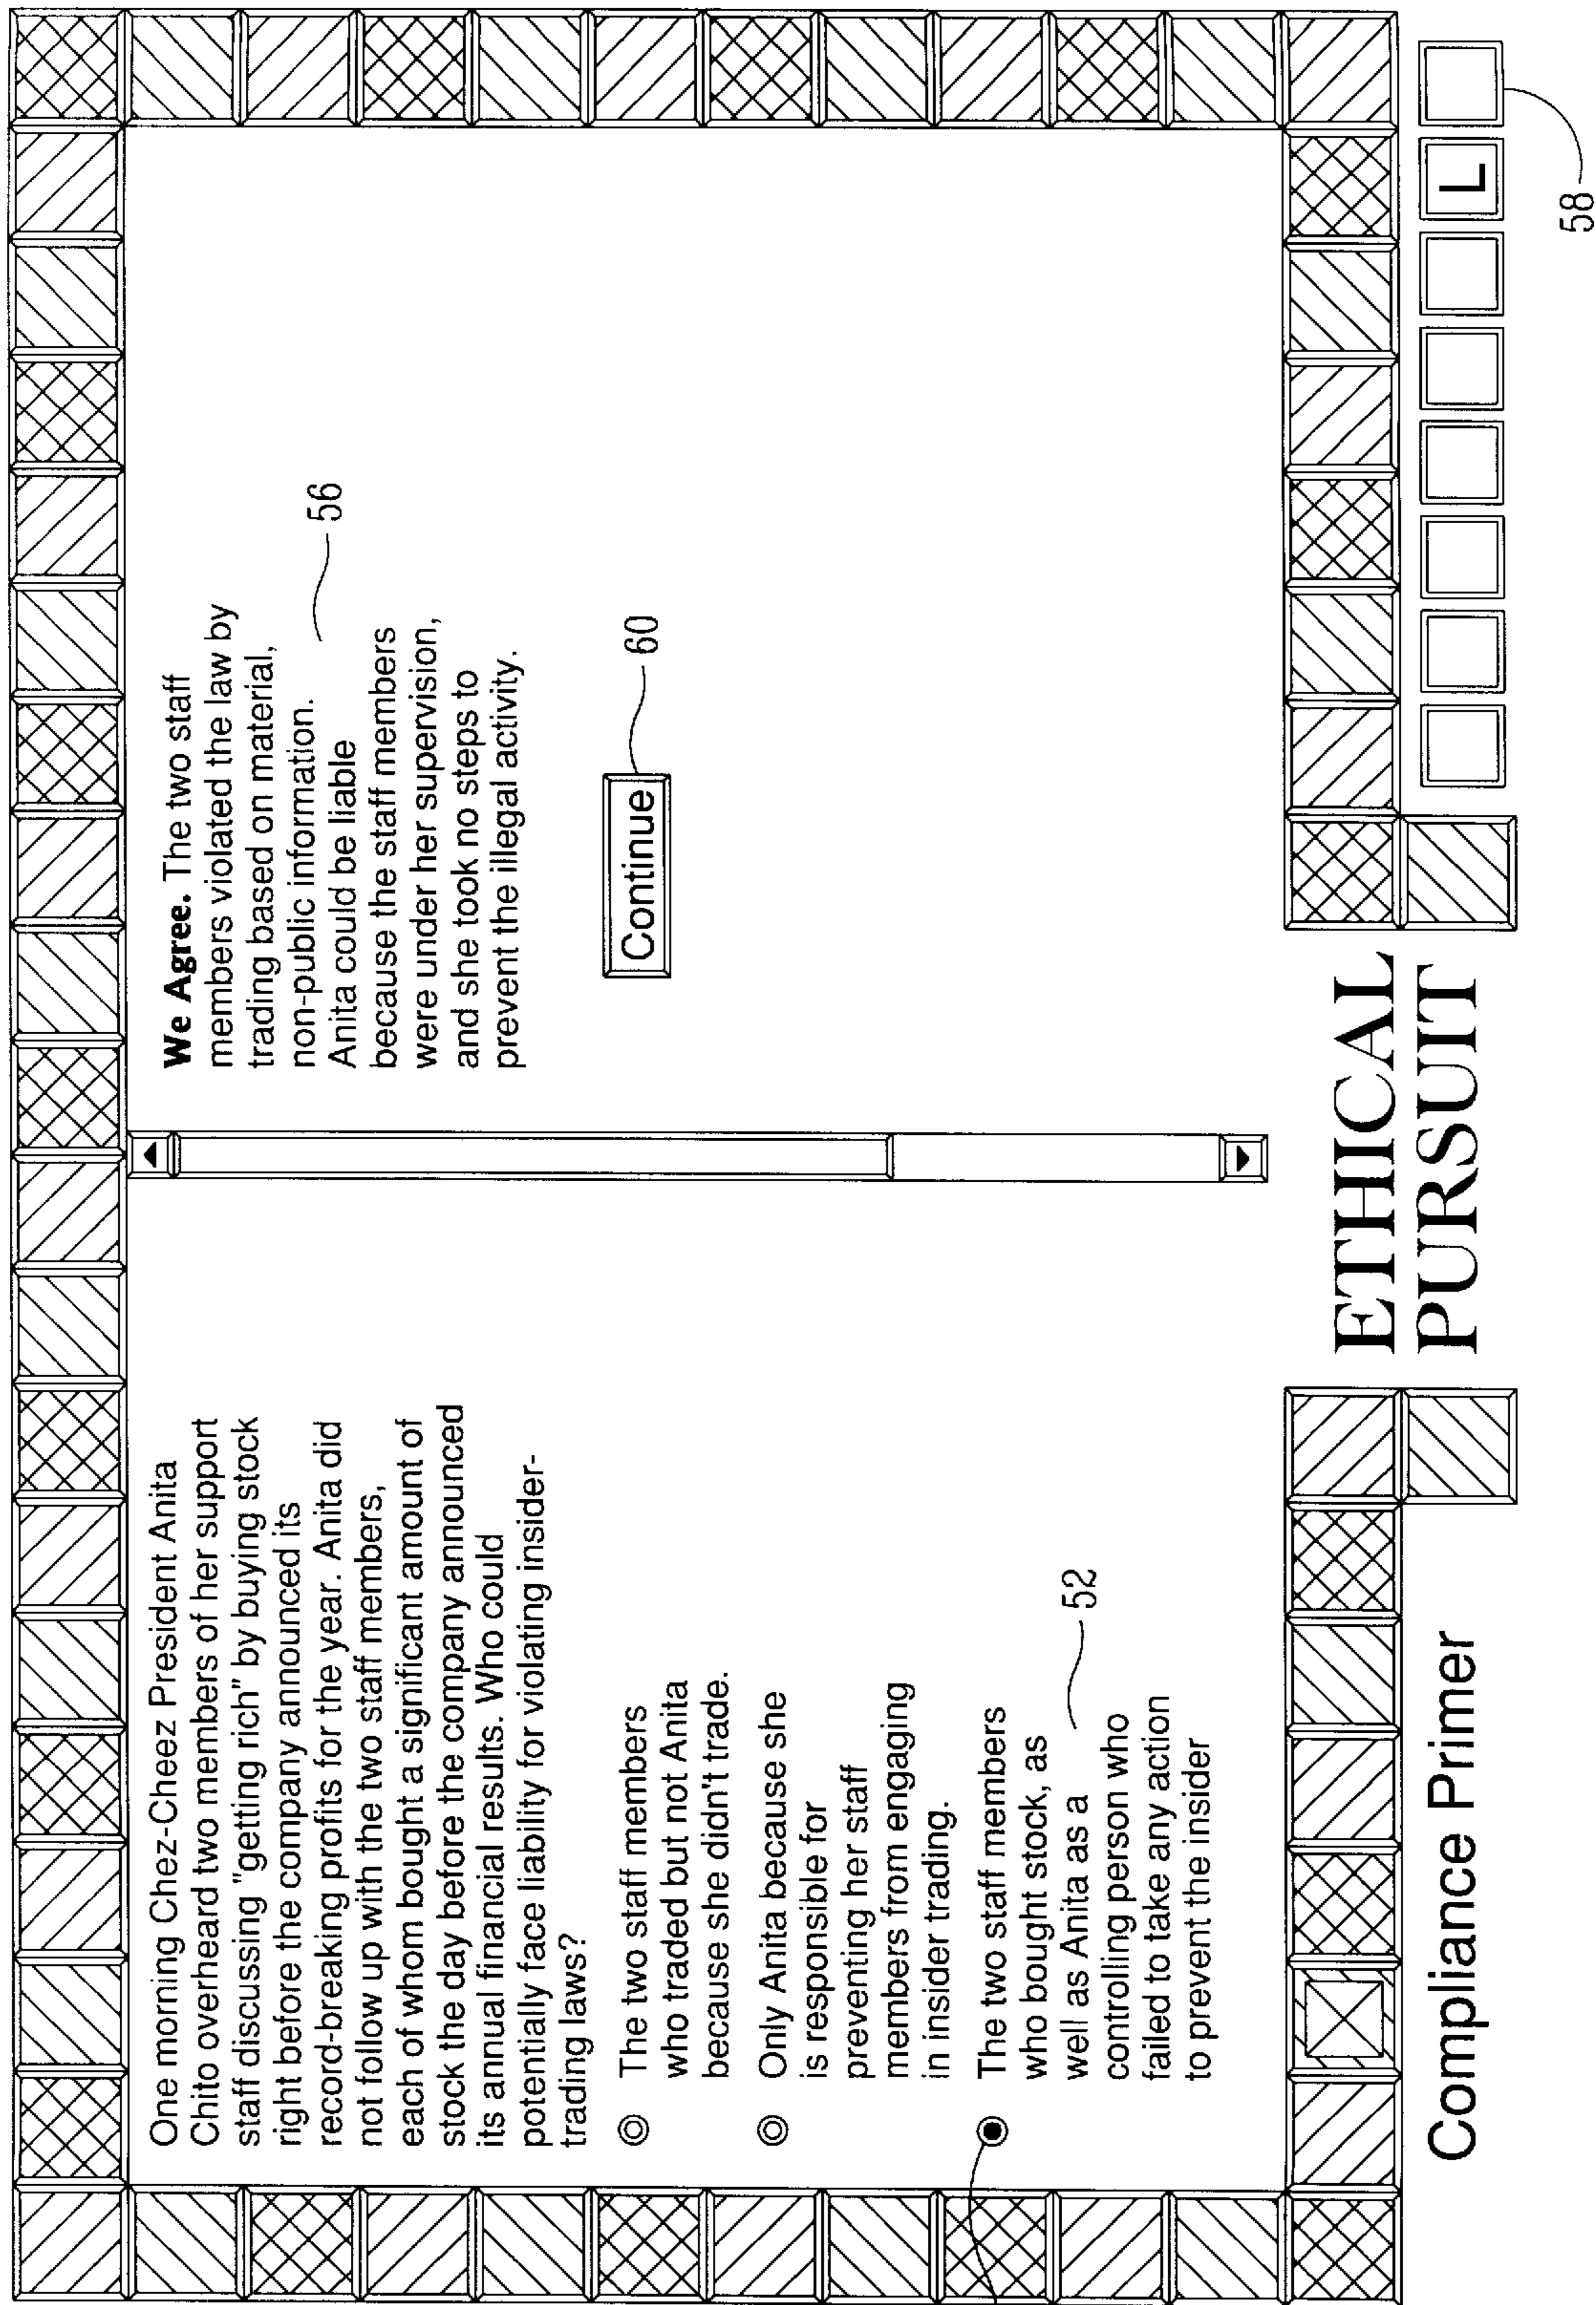 One morning Chez-Cheez President Anita
Chito overheard two members of her support
staff discussing "getting rich" by buying stock
right before the company announced its
record-breaking profits for the year. Anita did
not follow up with the two staff members,
each of whom bought a significant amount of
stock the day before the company announced
its annual financial results. Who could
potentially face liability for violating insider-
trading laws?
The two staff members
who traded but not Anita
because she didn't trade.
Only Anita because she
is responsible for
preventing her staff
members from engaging
in insider trading.
The two staff members
who bought stock, as
well as Anita as a
controlling person who
failed to take any action
to prevent the insider
52
We Agree. The two staff
members violated the law by
trading based on material,
non-public information.
Anita could be liable
because the staff members
were under her supervision,
and she took no steps to
prevent the illegal activity.
56
Continue
60
Compliance Primer
ETHICAL
PURSUIT
L
58